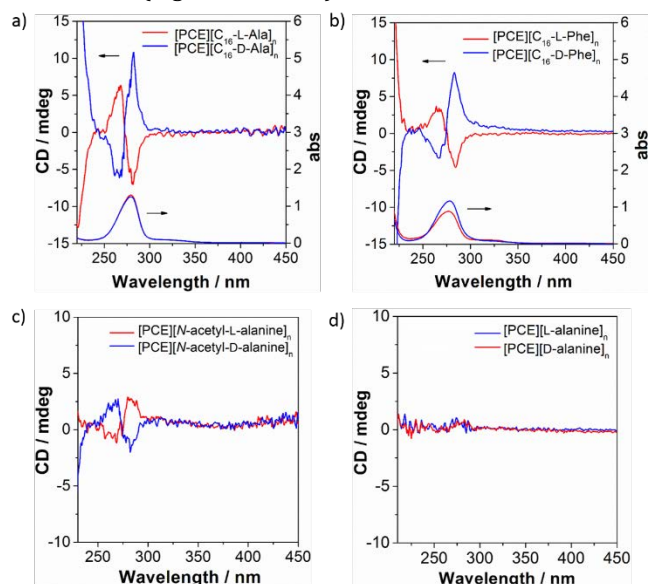 a)
[PCE][C16-L-Ala]n
[PCE][C16-D-Ala]n
CD / mdeg
15
10
5
0
-5
-10
-15
6
5
4
3
2
1
0
abs
250 300 350 400 450
Wavelength / nm
b)
[PCE][C16-L-Phe]n
[PCE][C16-D-Phe]n
CD / mdeg
15
10
5
0
-5
-10
-15
6
5
4
3
2
1
0
abs
250 300 350 400 450
Wavelength / nm
c)
[PCE][N-acetyl-L-alanine]n
[PCE][N-acetyl-D-alanine]n
CD / mdeg
10
5
0
-5
-10
250 300 350 400 450
Wavelength / nm
d)
[PCE][L-alanine]n
[PCE][D-alanine]n
CD / mdeg
10
5
0
-5
-10
250 300 350 400 450
Wavelength / nm